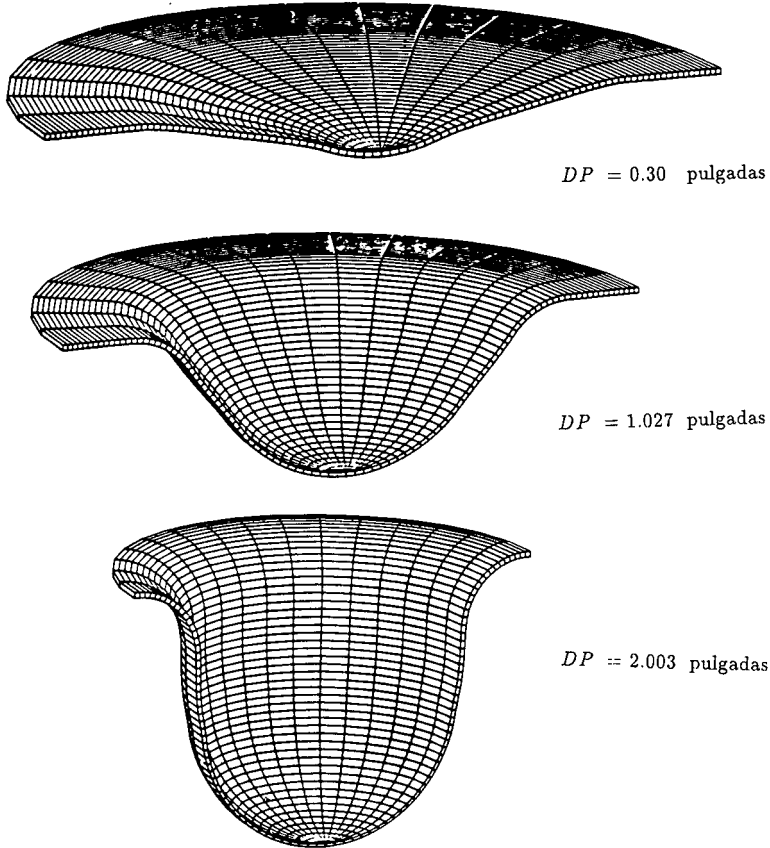 DP = 0.30 pulgadas
DP = 1.027 pulgadas
DP = 2.003 pulgadas